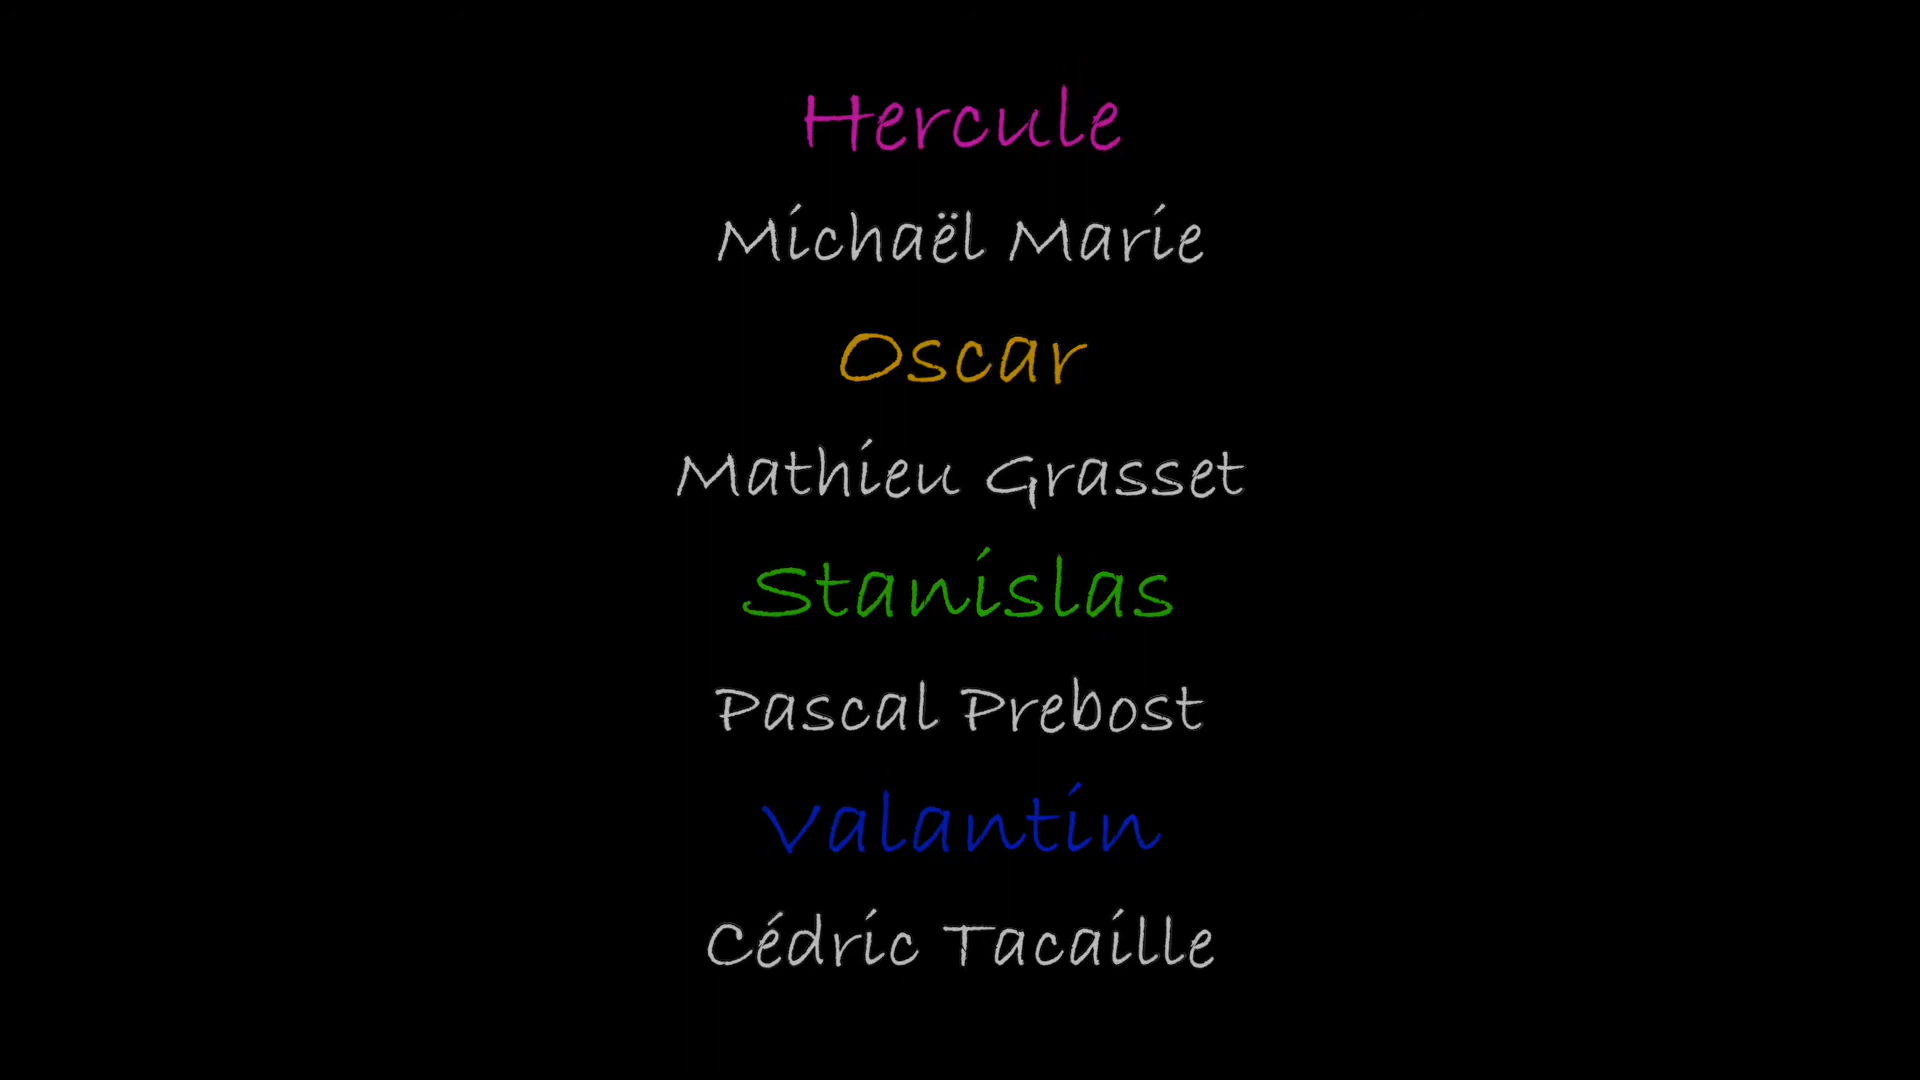 Hercule
Michaël Marie
Oscar
Mathieu Grasset
Stanislas
Pascal Prebost
Valantin
Cédric Tacaille